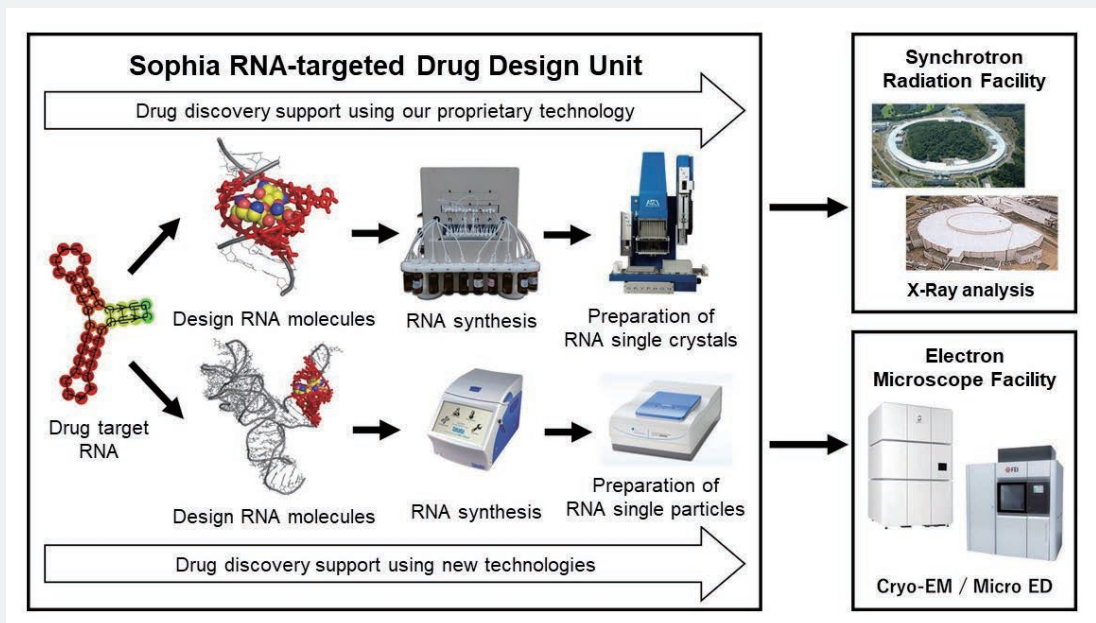 Sophia RNA-targeted Drug Design Unit
Drug discovery support using our proprietary technology
Design RNA molecules
RNA synthesis
Preparation of
RNA single crystals
Drug target
RNA
Design RNA molecules
RNA synthesis
Preparation of
RNA single particles
Drug discovery support using new technologies
Synchrotron
Radiation Facility
X-Ray analysis
Electron
Microscope Facility
FEI
Cryo-EM / Micro ED